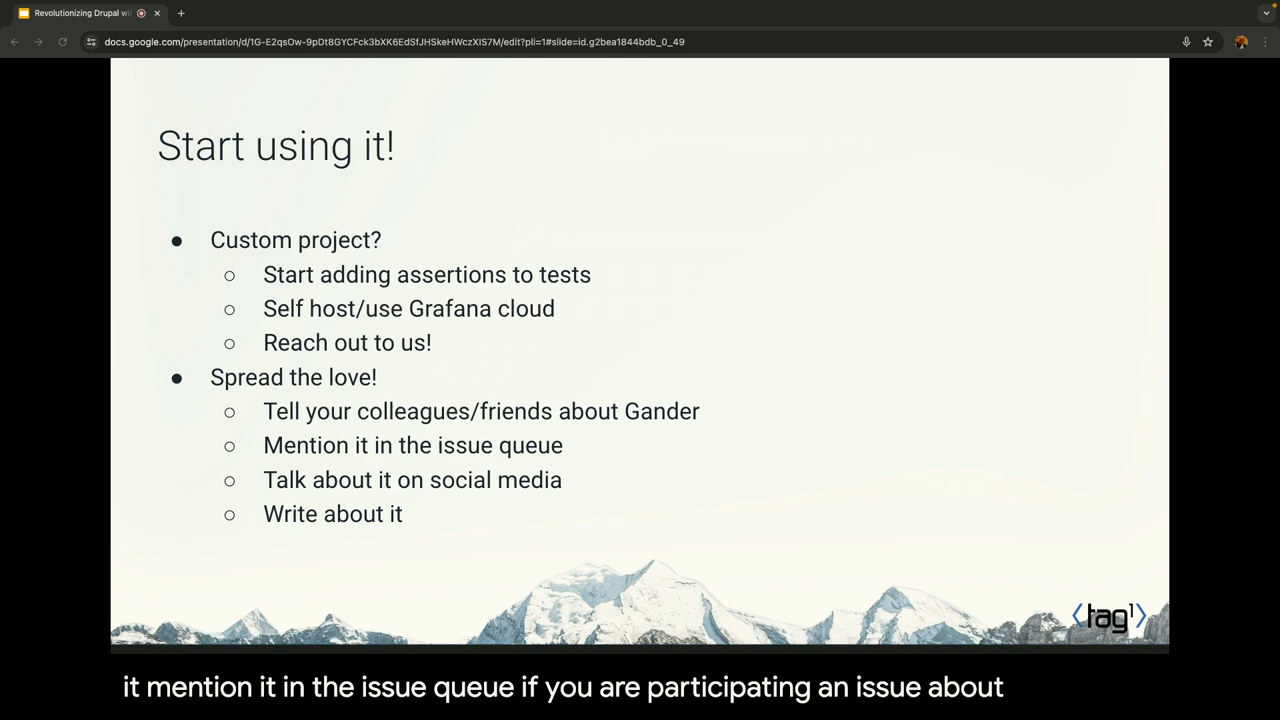 Revolutionizing Drupal wi
docs.google.com/presentation/d/1G-E2qsOw-9pDt8GYCFck3bXK6EdSfJHSkeHWczXIS7M/edit?pli=1#slide=id.g2bea1844bdb_0_49
Start using it!
● Custom project?
○ Start adding assertions to tests
○ Self host/use Grafana cloud
○ Reach out to us!
● Spread the love!
○ Tell your colleagues/friends about Gander
○ Mention it in the issue queue
○ Talk about it on social media
○ Write about it
tag1
it mention it in the issue queue if you are participating an issue about